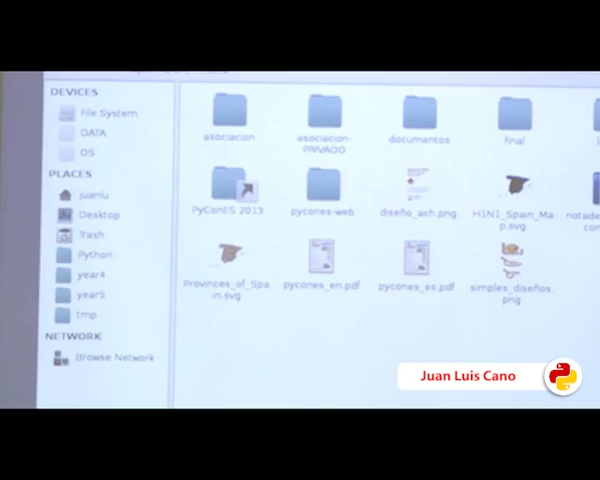 DEVICES
File System
DATA
OS
PLACES
juanlu
Desktop
Trash
Python
year4
year5
tmp
NETWORK
Browse Network
asociacion
asociacion-
PRIVADO
documentos
final
PyConES 2013
pycones-web
diseño_ach.png
H1N1_Spain_Ma
p.svg
notade
Provinces_of_Spa
in.svg
pycones_en.pdf
pycones_es.pdf
simples_diseños.
png
Juan Luis Cano